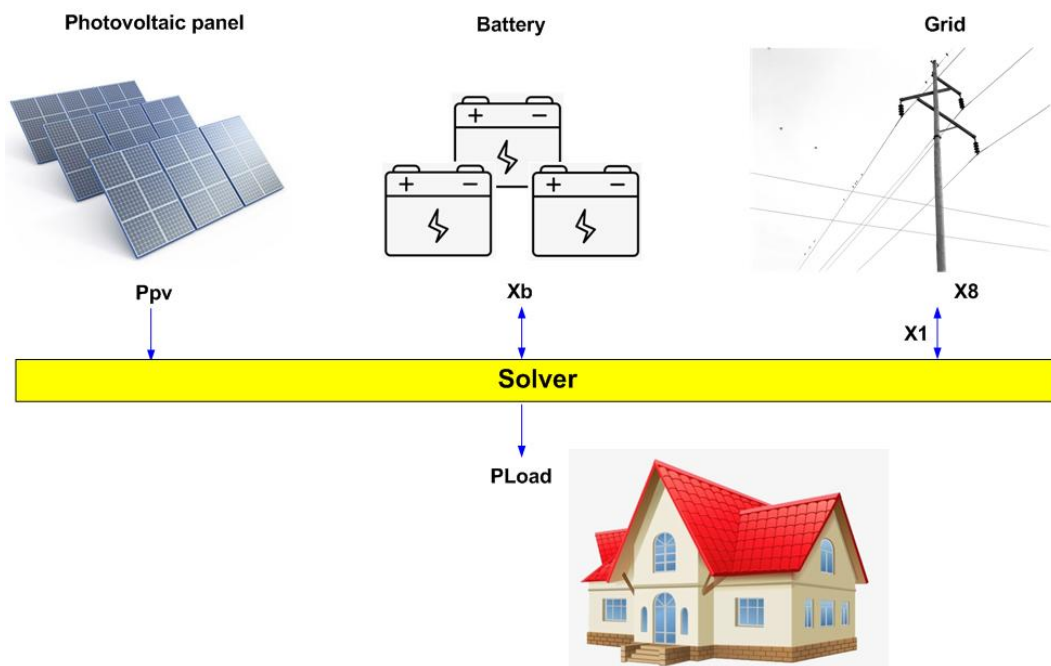 Photovoltaic panel
Battery
Grid
Ppv
Xb
X8
X1
Solver
PLoad